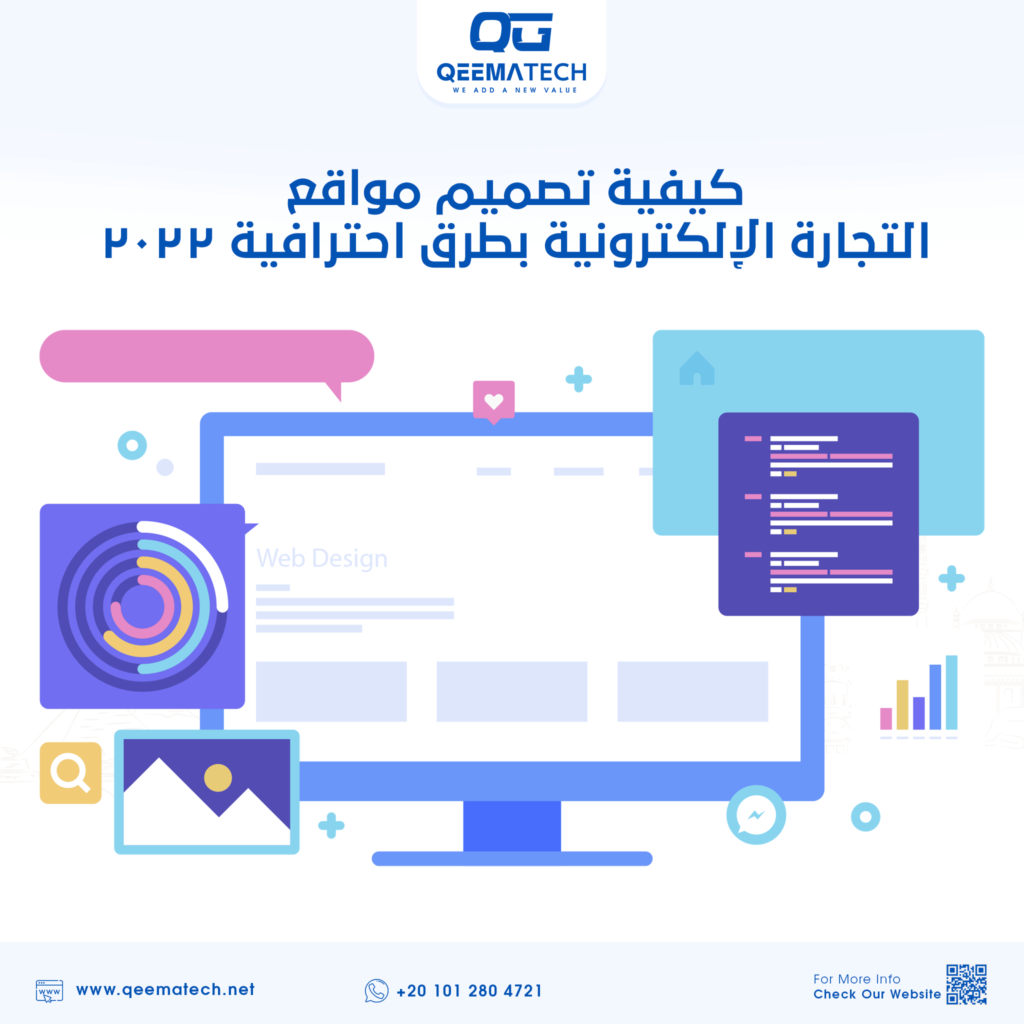 QG
QEEMATECH
WE ADD A NEW VALUE
كيفية تصميم مواقع
التجارة الإلكترونية بطرق احترافية ٢٠٢٢
Web Design
www
www.qeematech.net
+20 101 280 4721
For More Info
Check Our Website